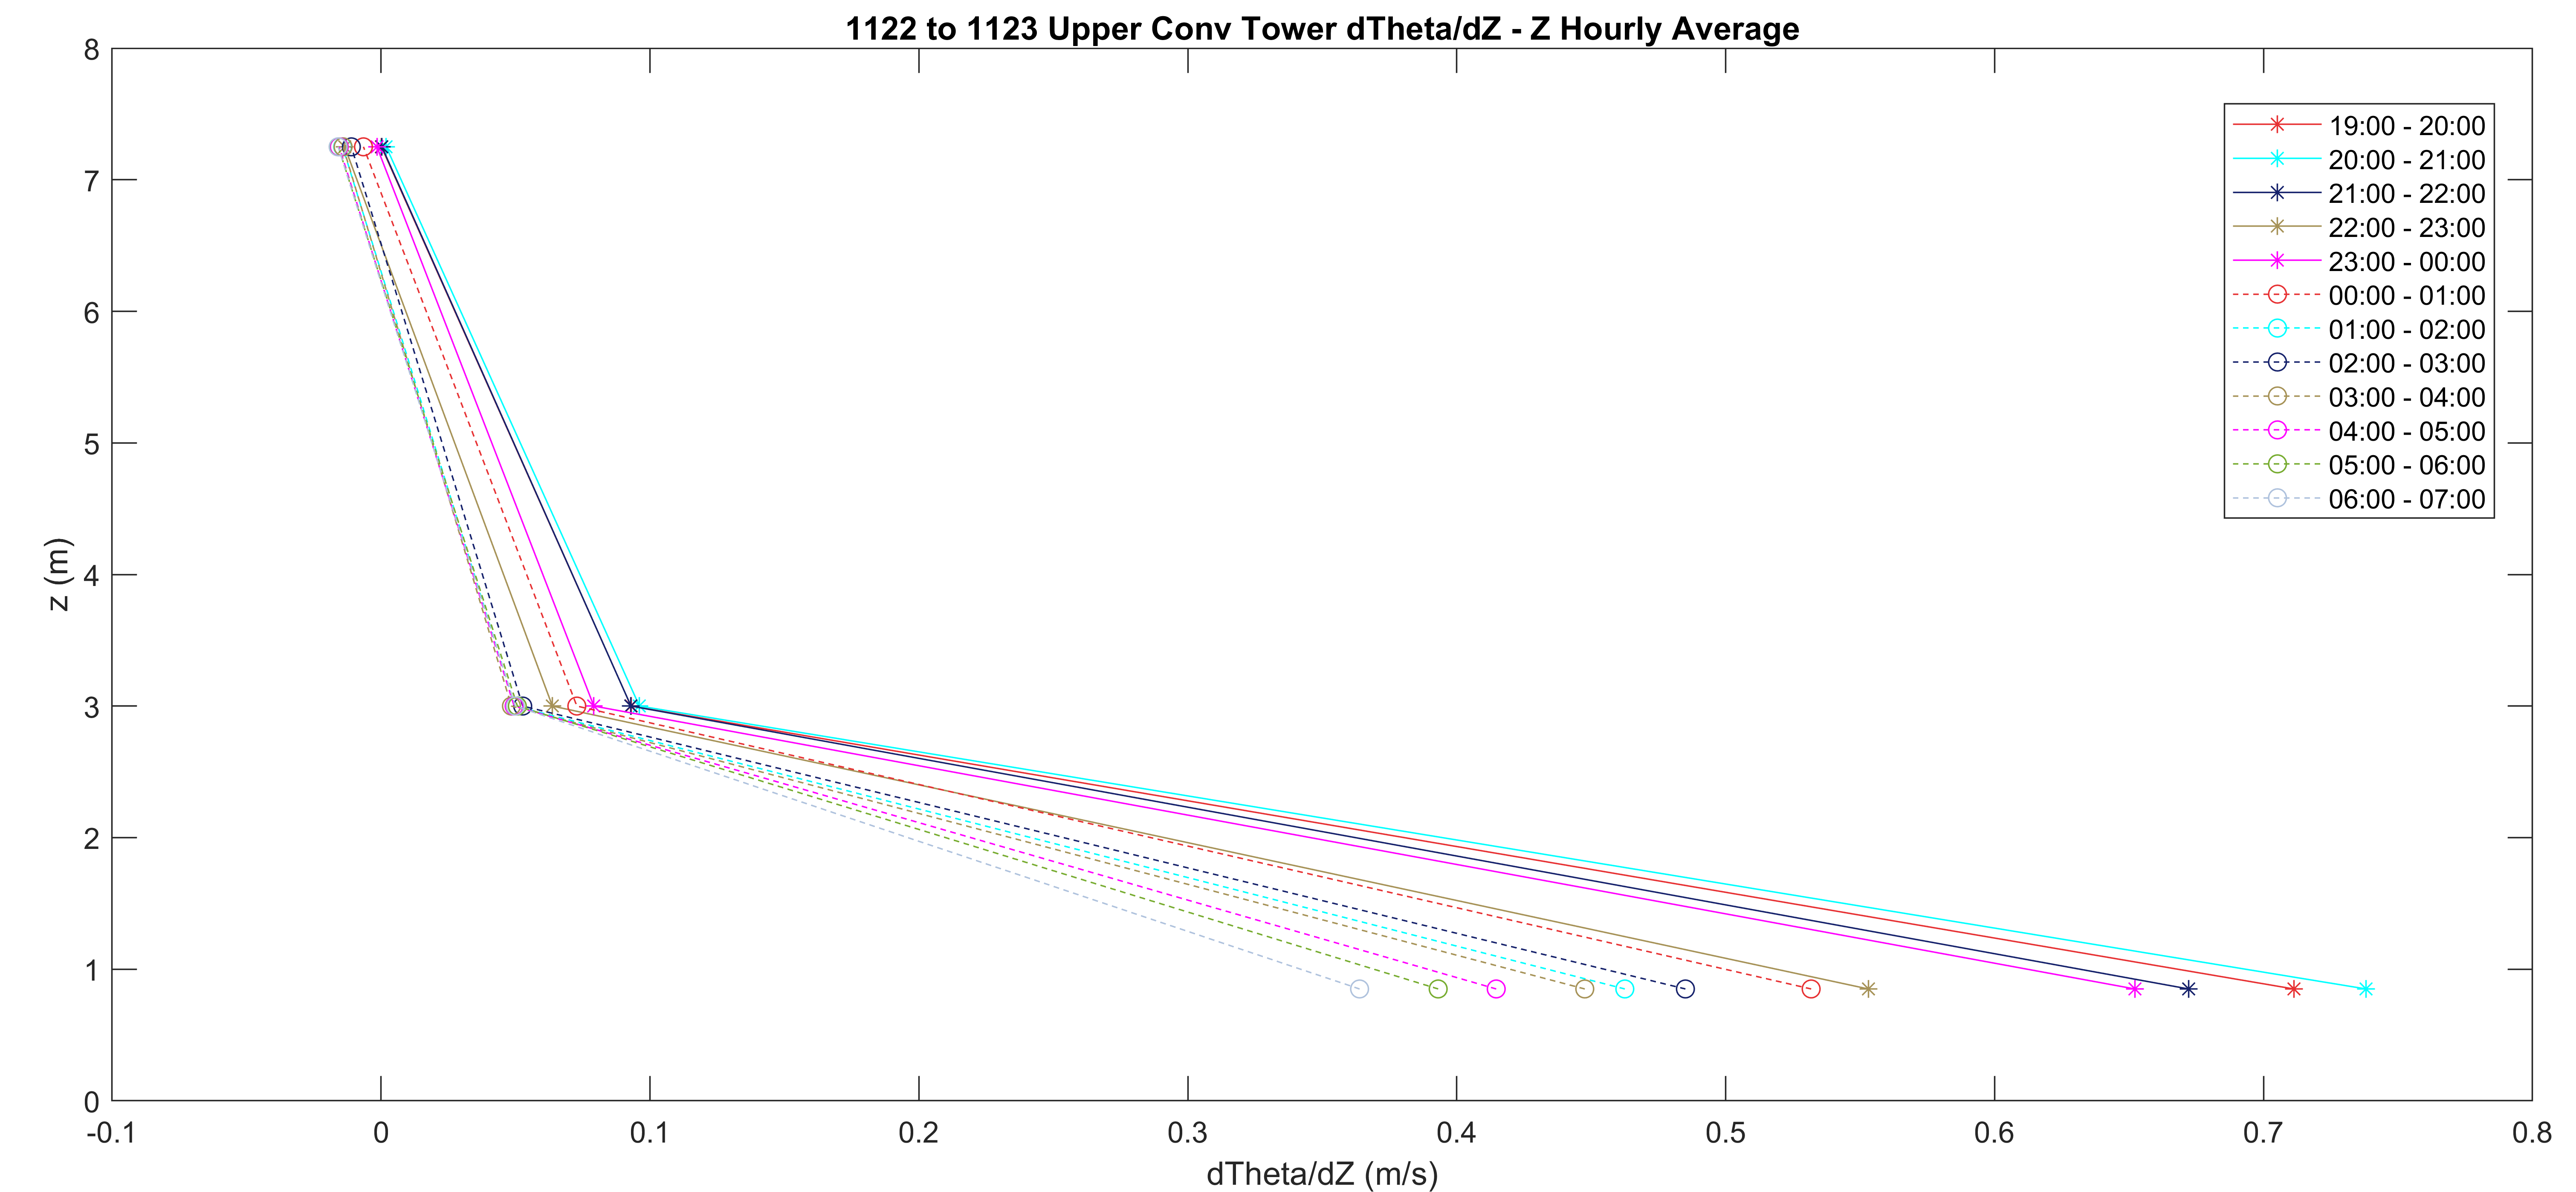 1122 to 1123 Upper Conv Tower dTheta/dZ - Z Hourly Average
8
7
6
5
4
3
2
1
0
z (m)
19:00 - 20:00
20:00 - 21:00
21:00 - 22:00
22:00 - 23:00
23:00 - 00:00
00:00 - 01:00
01:00 - 02:00
02:00 - 03:00
03:00 - 04:00
04:00 - 05:00
05:00 - 06:00
06:00 - 07:00
-0.1 0 0.1 0.2 0.3 0.4 0.5 0.6 0.7 0.8
dTheta/dZ (m/s)